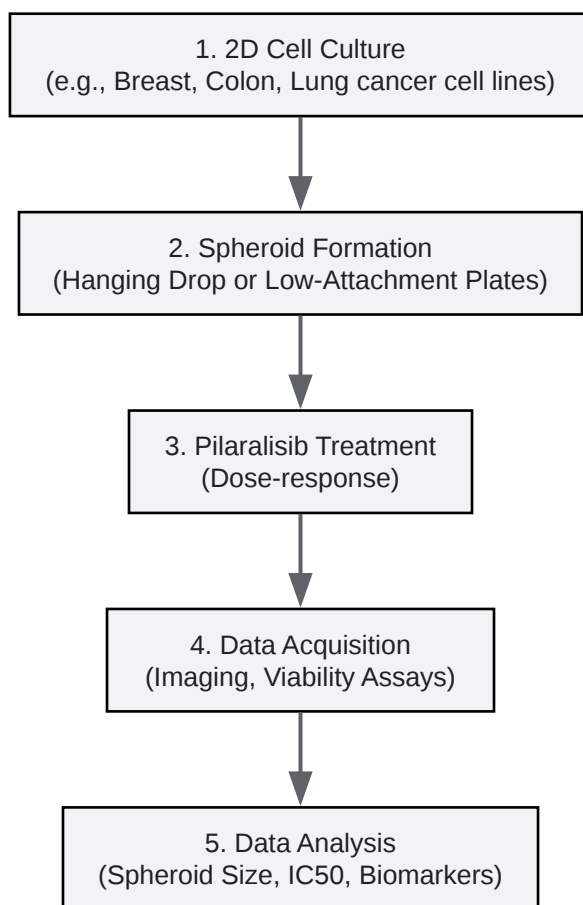 1. 2D Cell Culture
(e.g., Breast, Colon, Lung cancer cell lines)
2. Spheroid Formation
(Hanging Drop or Low-Attachment Plates)
3. Pilaralisib Treatment
(Dose-response)
4. Data Acquisition
(Imaging, Viability Assays)
5. Data Analysis
(Spheroid Size, IC50, Biomarkers)